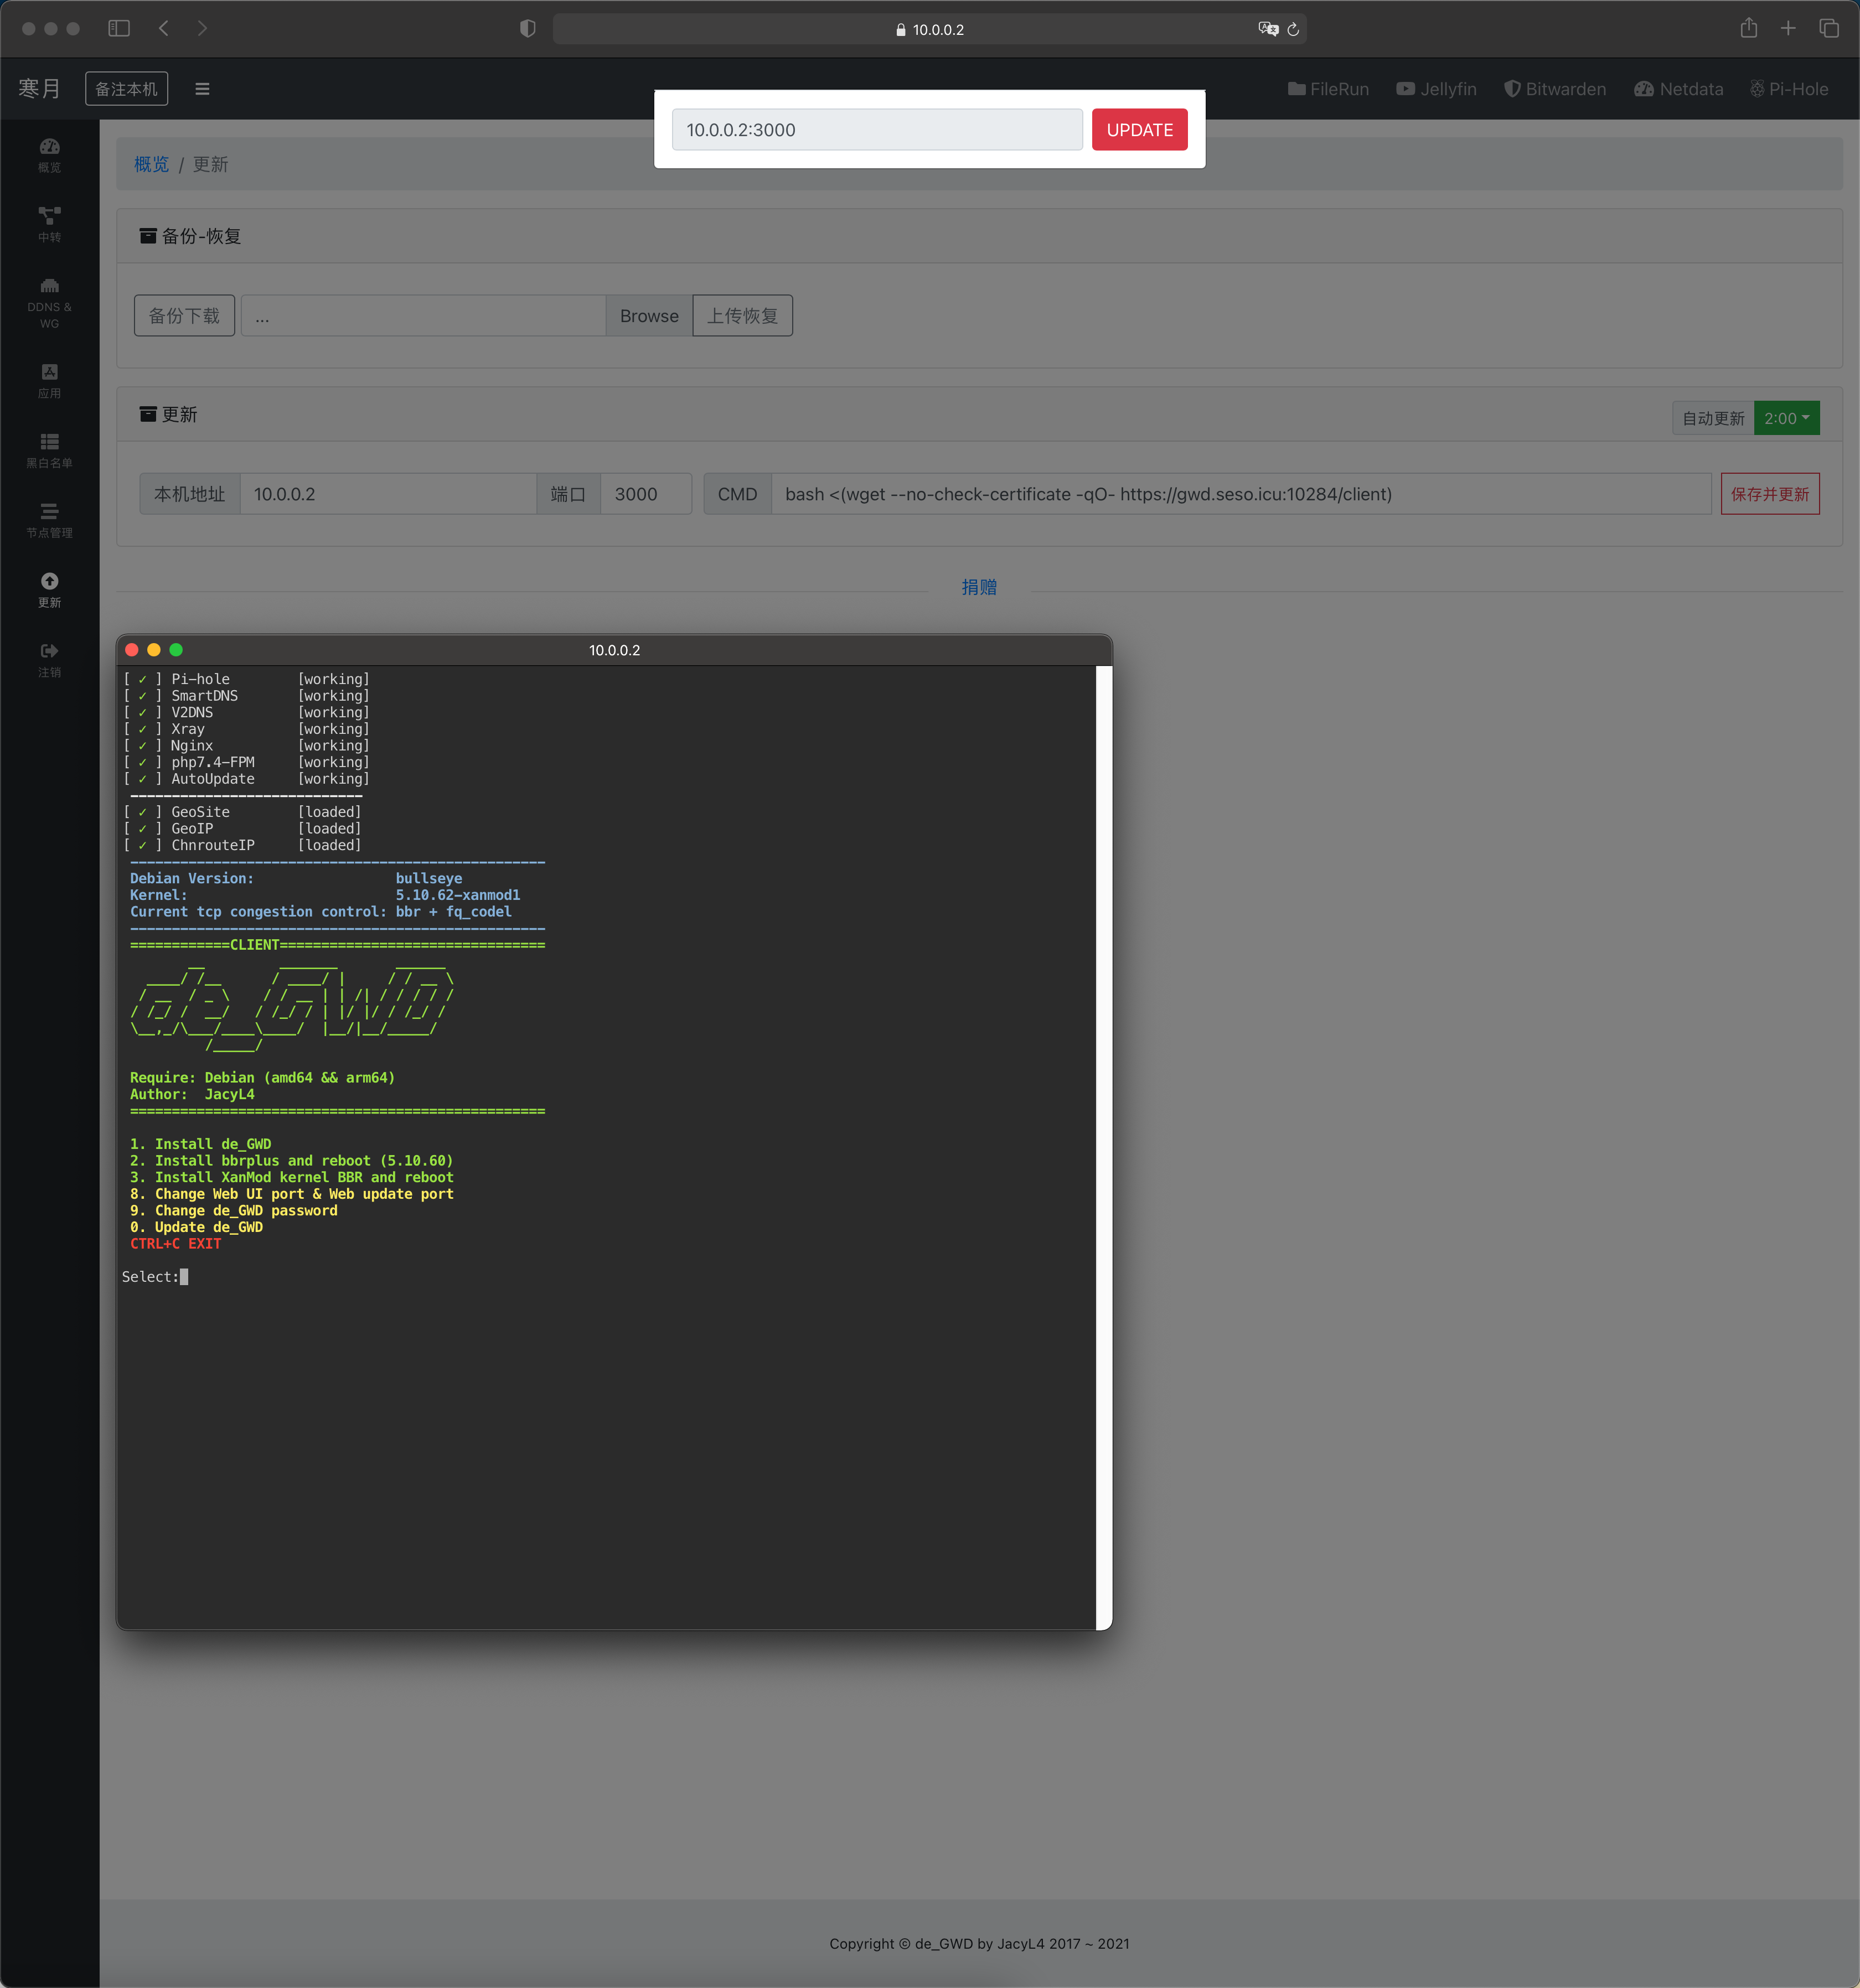 10.0.0.2
寒月 备注本机 FileRun Jellyfin Bitwarden Netdata Pi-Hole
10.0.0.2:3000 UPDATE
概览
中转
DDNS &
WG
应用
黑白名单
节点管理
更新
注销
概览 / 更新
备份-恢复
备份下载 ... Browse 上传恢复
更新 自动更新 2:00
本机地址 10.0.0.2 端口 3000 CMD bash <(wget --no-check-certificate -qO- https://gwd.seso.icu:10284/client) 保存并更新
捐赠
10.0.0.2
[ ✓ ] Pi-hole [working]
[ ✓ ] SmartDNS [working]
[ ✓ ] V2DNS [working]
[ ✓ ] Xray [working]
[ ✓ ] Nginx [working]
[ ✓ ] php7.4-FPM [working]
[ ✓ ] AutoUpdate [working]
----------------------------
[ ✓ ] GeoSite [loaded]
[ ✓ ] GeoIP [loaded]
[ ✓ ] ChnrouteIP [loaded]
--------------------------------------------------
Debian Version: bullseye
Kernel: 5.10.62-xanmod1
Current tcp congestion control: bbr + fq_codel
--------------------------------------------------
============CLIENT================================
de_GWD
Require: Debian (amd64 && arm64)
Author: JacyL4
==================================================
1. Install de_GWD
2. Install bbrplus and reboot (5.10.60)
3. Install XanMod kernel BBR and reboot
8. Change Web UI port & Web update port
9. Change de_GWD password
0. Update de_GWD
CTRL+C EXIT
Select:
Copyright © de_GWD by JacyL4 2017 ~ 2021